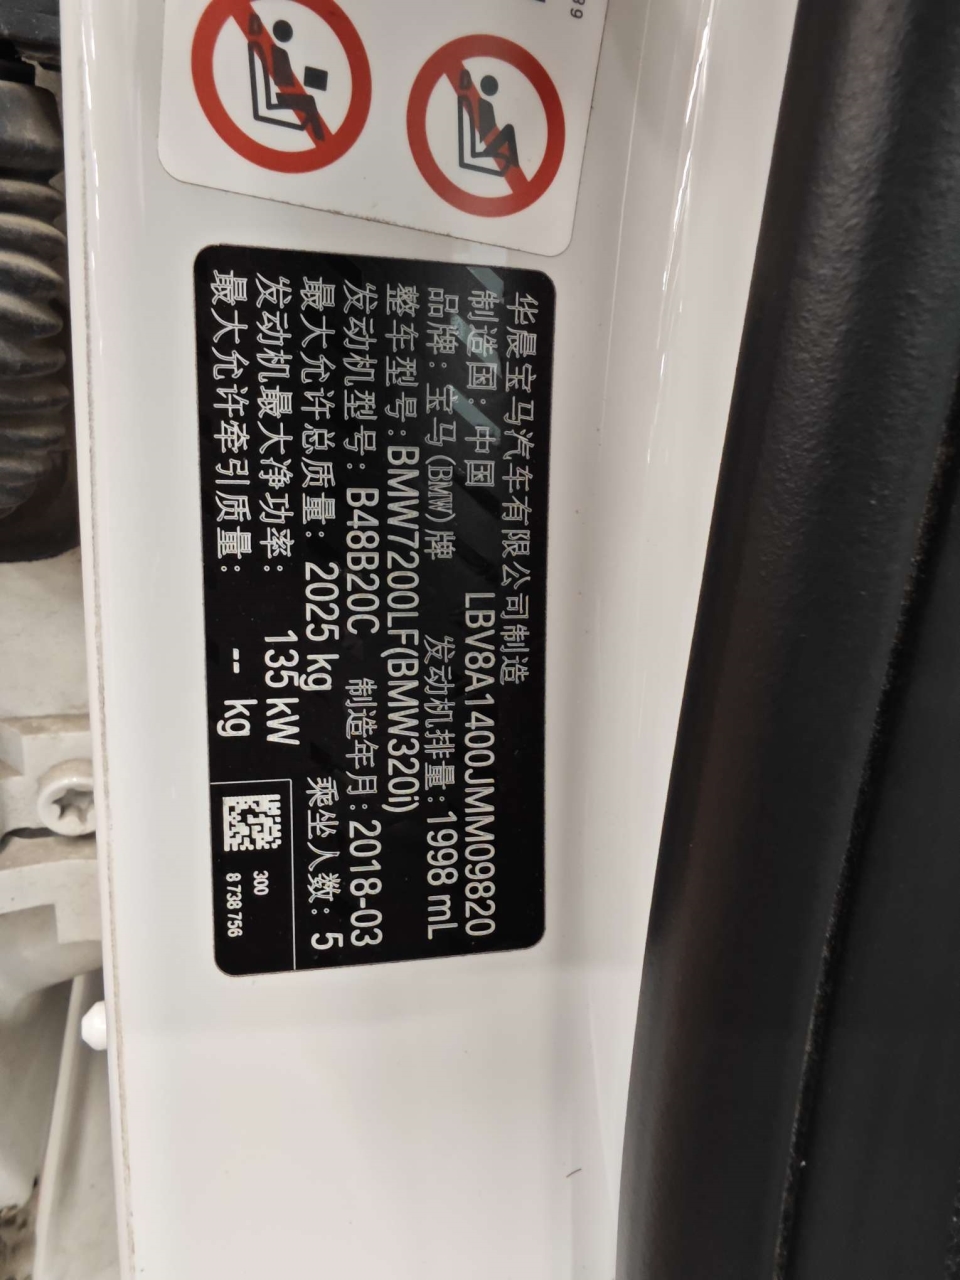 华晨宝马汽车有限公司制造
制造国：中国 LBV8A1400JMM09820
品牌：宝马(BMW)牌 发动机排量：1998 mL
整车型号：BMW7200LF(BMW320i)
发动机型号：B48B20C 制造年月：2018-03
最大允许总质量：2025 kg 乘坐人数：5
发动机最大净功率：135 kW
最大允许牵引质量：-- kg
300
8 738 756